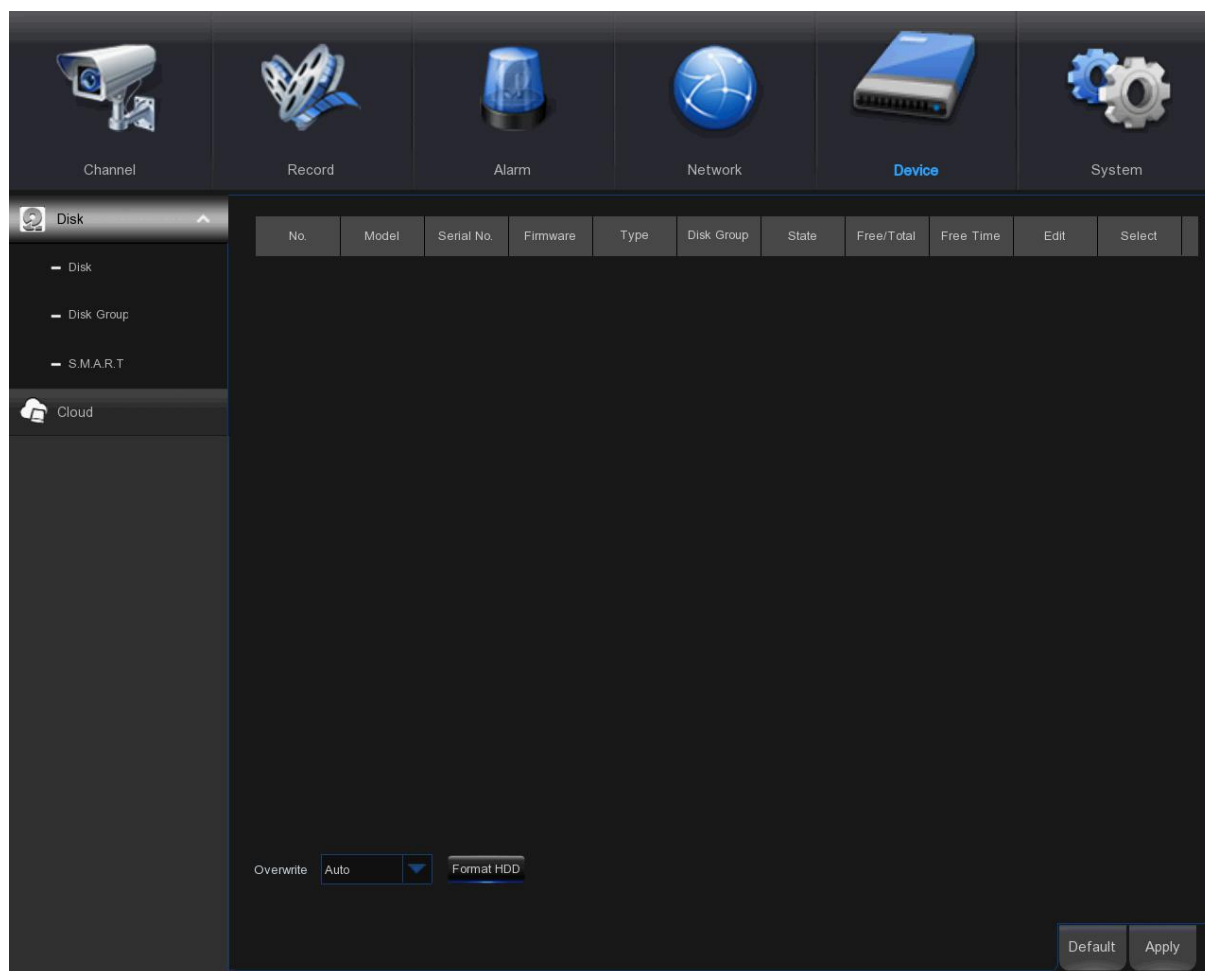 Channel Record Alarm Network Device System
Disk
No. Model Serial No. Firmware Type Disk Group State Free/Total Free Time Edit Select
Disk
Disk Group
S.M.A.R.T
Cloud
Overwrite Auto Format HDD
Default Apply